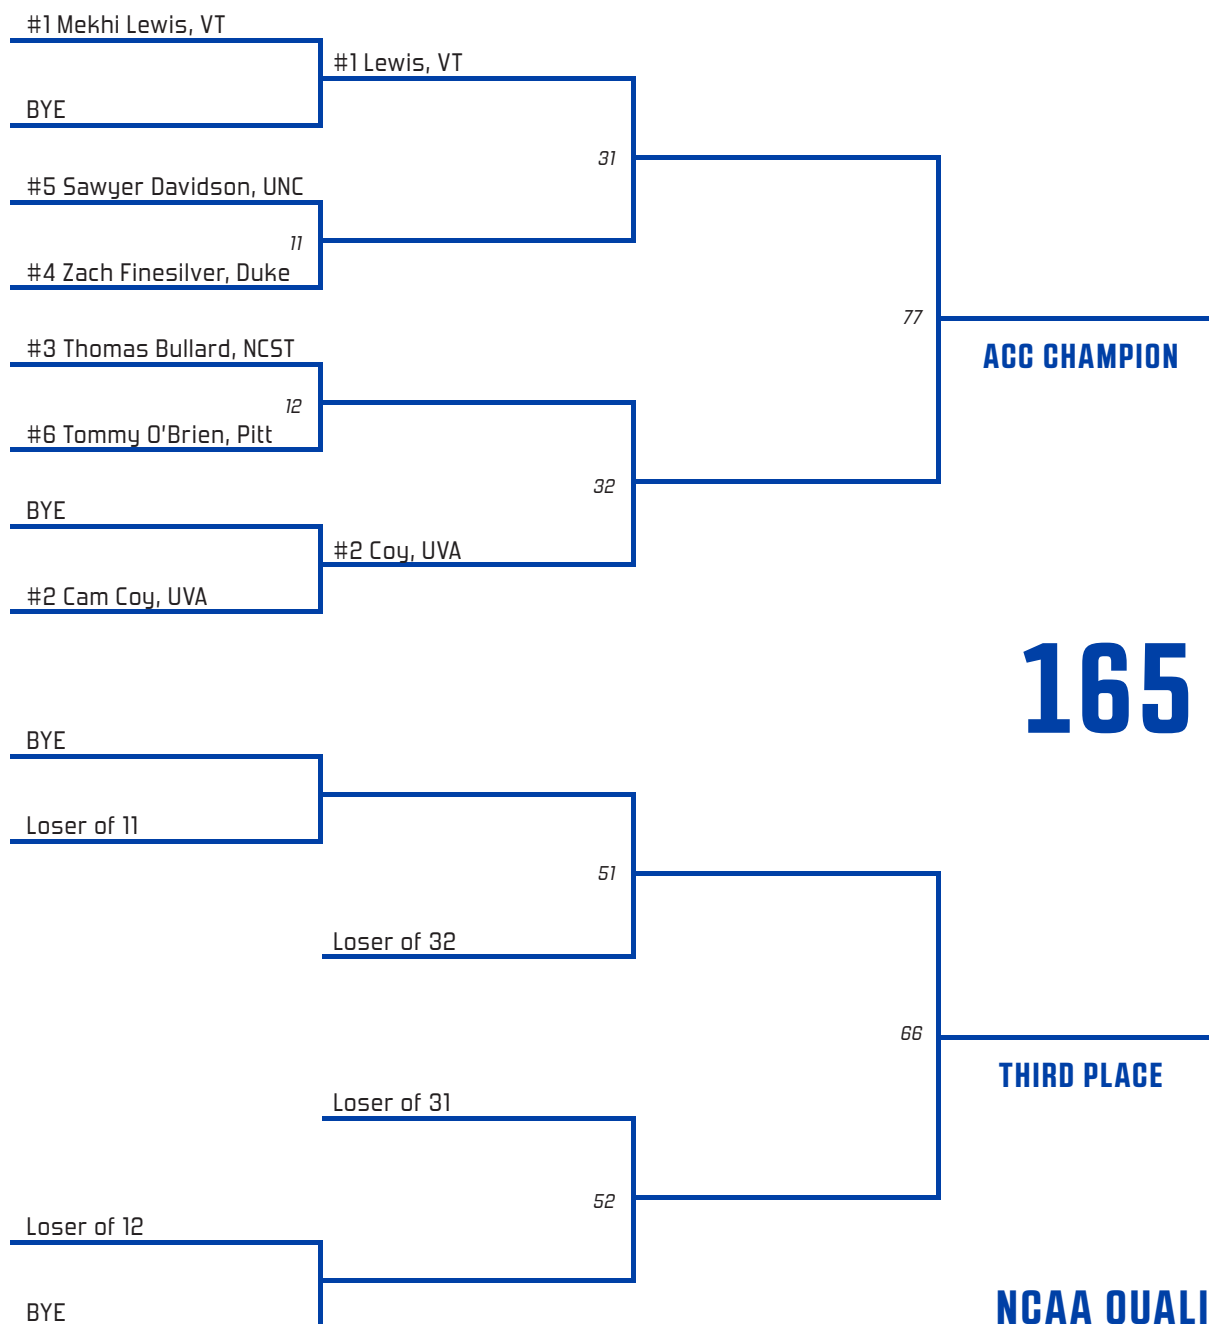 #1 Mekhi Lewis, VT
#1 Lewis, VT
BYE
31
#5 Sawyer Davidson, UNC
11
#4 Zach Finesilver, Duke
77
ACC CHAMPION
#3 Thomas Bullard, NCST
12
#6 Tommy O'Brien, Pitt
32
BYE
#2 Coy, UVA
#2 Cam Coy, UVA
165
BYE
Loser of 11
51
Loser of 32
66
THIRD PLACE
Loser of 31
52
Loser of 12
BYE
NCAA QUALI